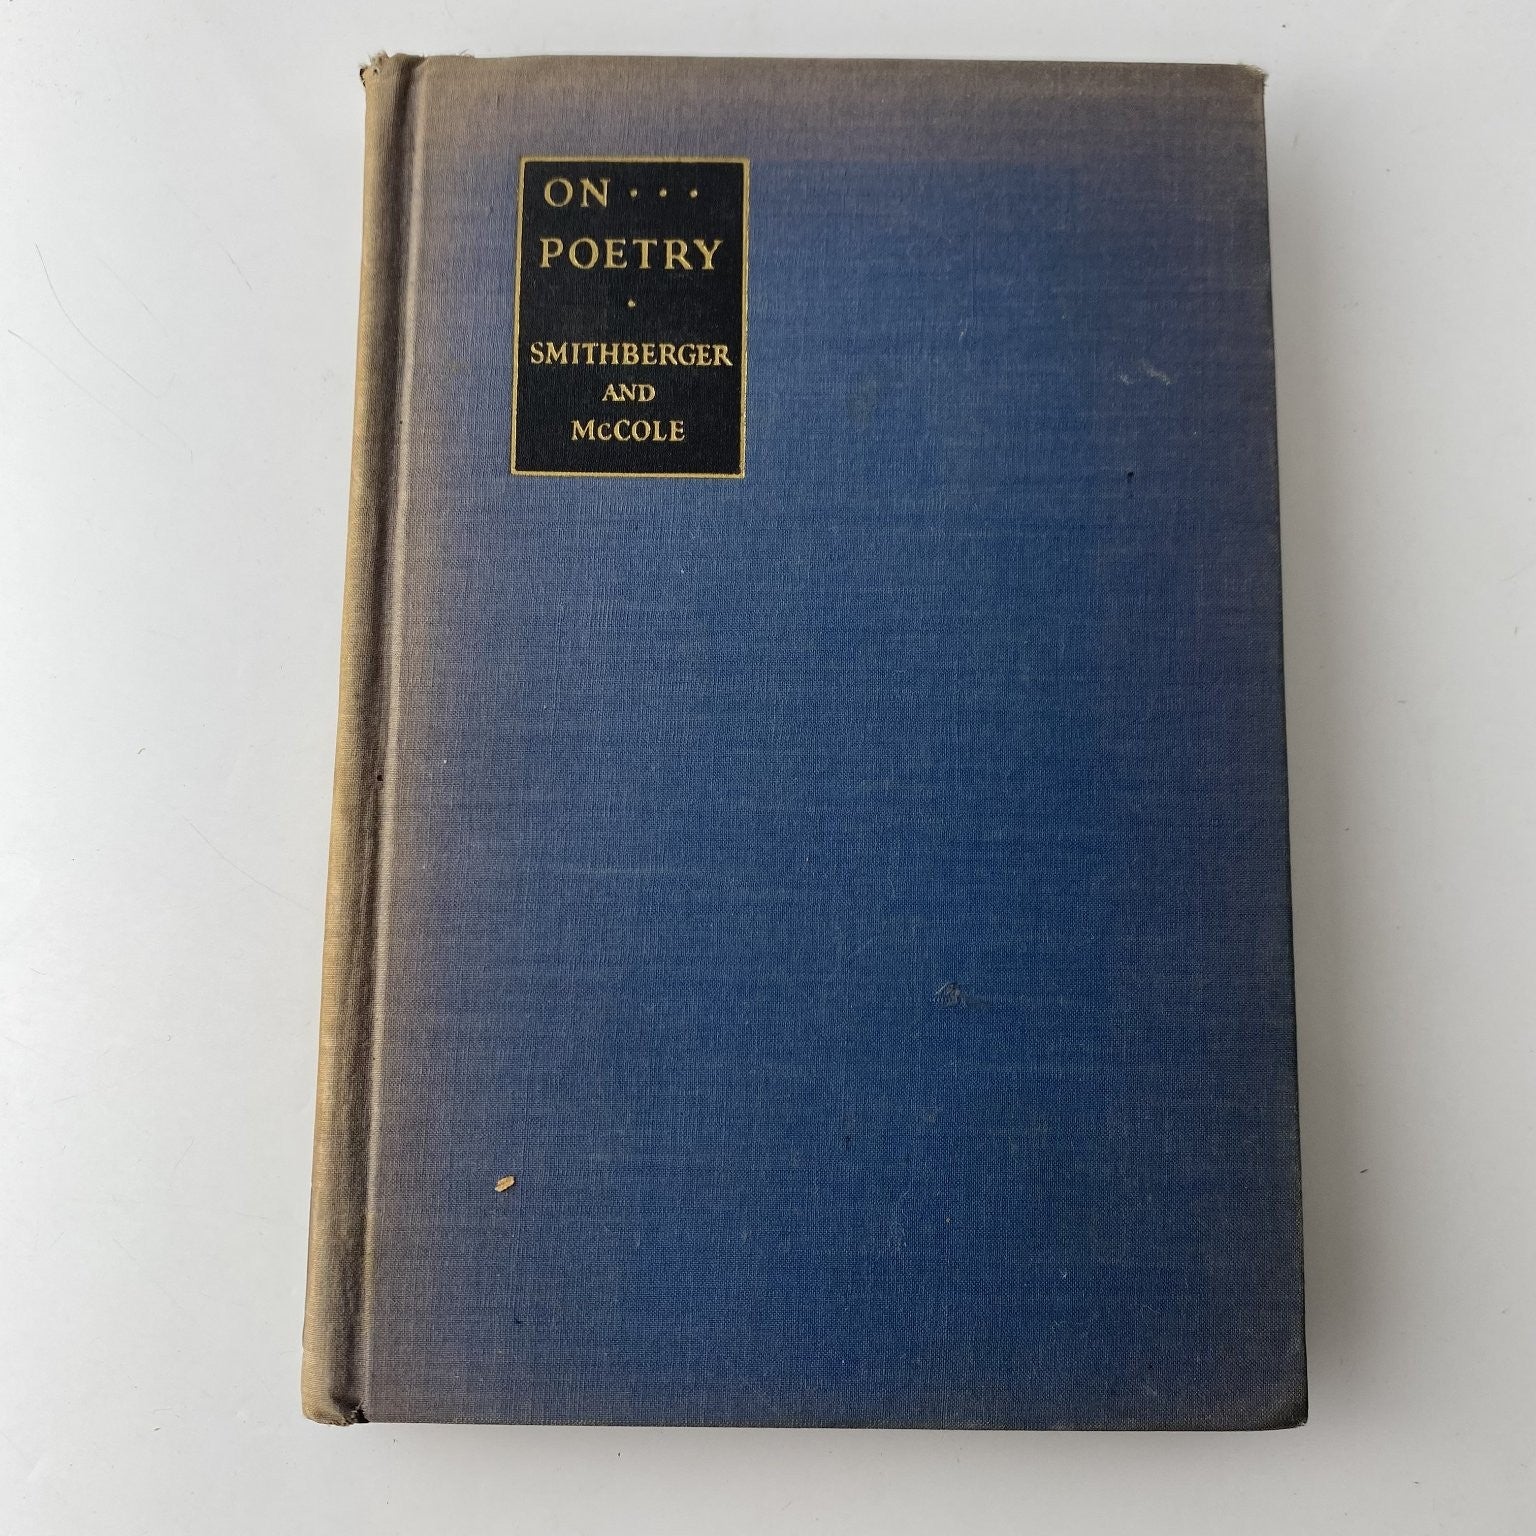 ON · · ·
POETRY
·
SMITHBERGER
AND
McCOLE